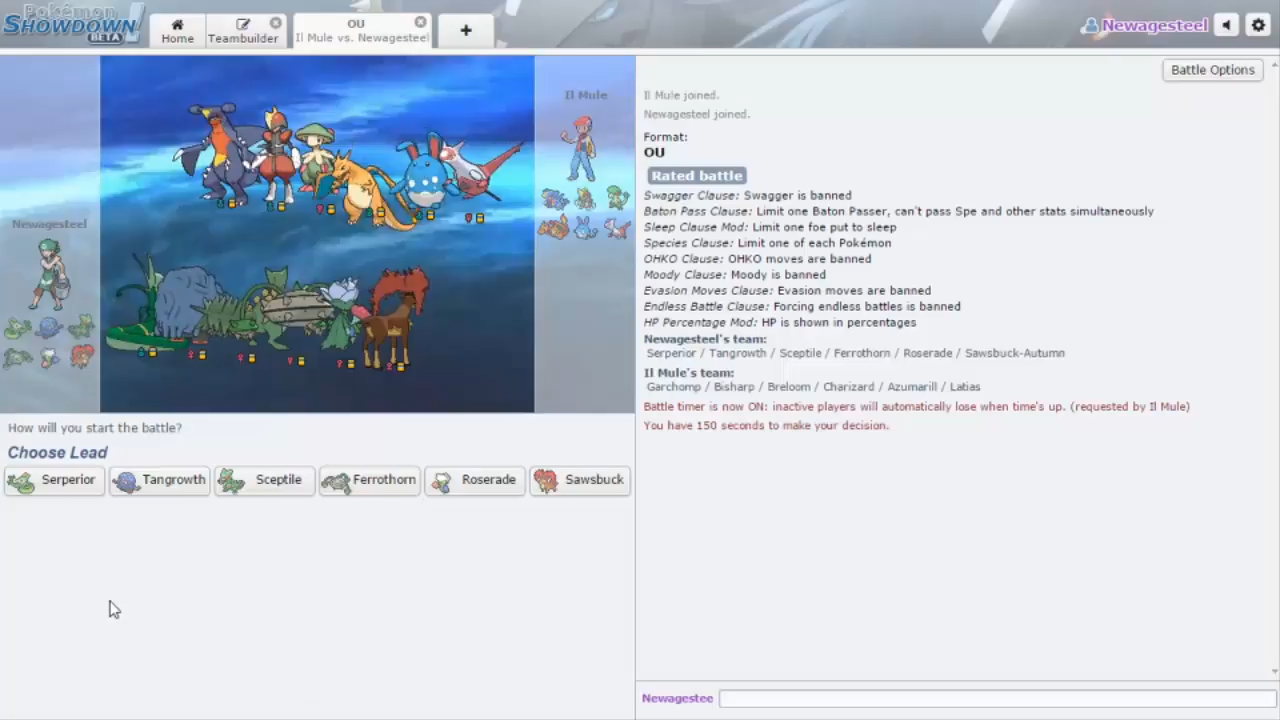 Pokémon
SHOWDOWN
BETA
Home
Teambuilder
OU
Il Mule vs. Newagesteel
+
Newagesteel
Il Mule
Newagesteel
How will you start the battle?
Choose Lead
Serperior
Tangrowth
Sceptile
Ferrothorn
Roserade
Sawsbuck
Battle Options
Il Mule joined.
Newagesteel joined.
Format:
OU
Rated battle
Swagger Clause: Swagger is banned
Baton Pass Clause: Limit one Baton Passer, can't pass Spe and other stats simultaneously
Sleep Clause Mod: Limit one foe put to sleep
Species Clause: Limit one of each Pokémon
OHKO Clause: OHKO moves are banned
Moody Clause: Moody is banned
Evasion Moves Clause: Evasion moves are banned
Endless Battle Clause: Forcing endless battles is banned
HP Percentage Mod: HP is shown in percentages
Newagesteel's team:
Serperior / Tangrowth / Sceptile / Ferrothorn / Roserade / Sawsbuck-Autumn
Il Mule's team:
Garchomp / Bisharp / Breloom / Charizard / Azumarill / Latias
Battle timer is now ON: inactive players will automatically lose when time's up. (requested by Il Mule)
You have 150 seconds to make your decision.
Newagestee